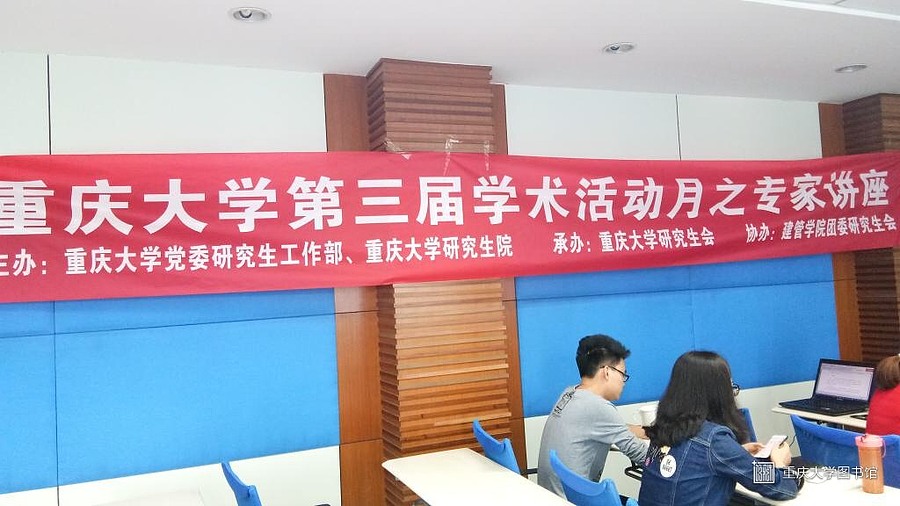 重庆大学第三届学术活动月之专家讲座
主办：重庆大学党委研究生工作部、重庆大学研究生院 承办：重庆大学研究生会 协办：建管学院团委研究生会
重庆大学图书馆